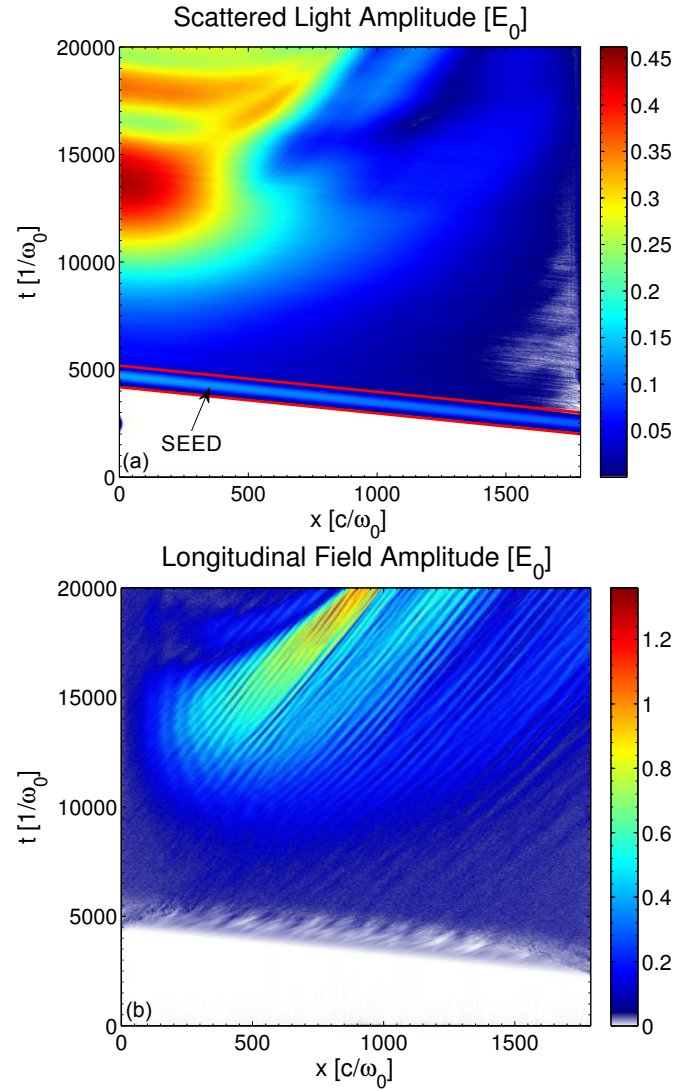 Scattered Light Amplitude [E₀]
20000
15000
10000
5000
0
t [1/ω₀]
SEED
(a)
0 500 1000 1500
x [c/ω₀]
0.45
0.4
0.35
0.3
0.25
0.2
0.15
0.1
0.05
Longitudinal Field Amplitude [E₀]
20000
15000
10000
5000
0
t [1/ω₀]
(b)
0 500 1000 1500
x [c/ω₀]
1.2
1
0.8
0.6
0.4
0.2
0